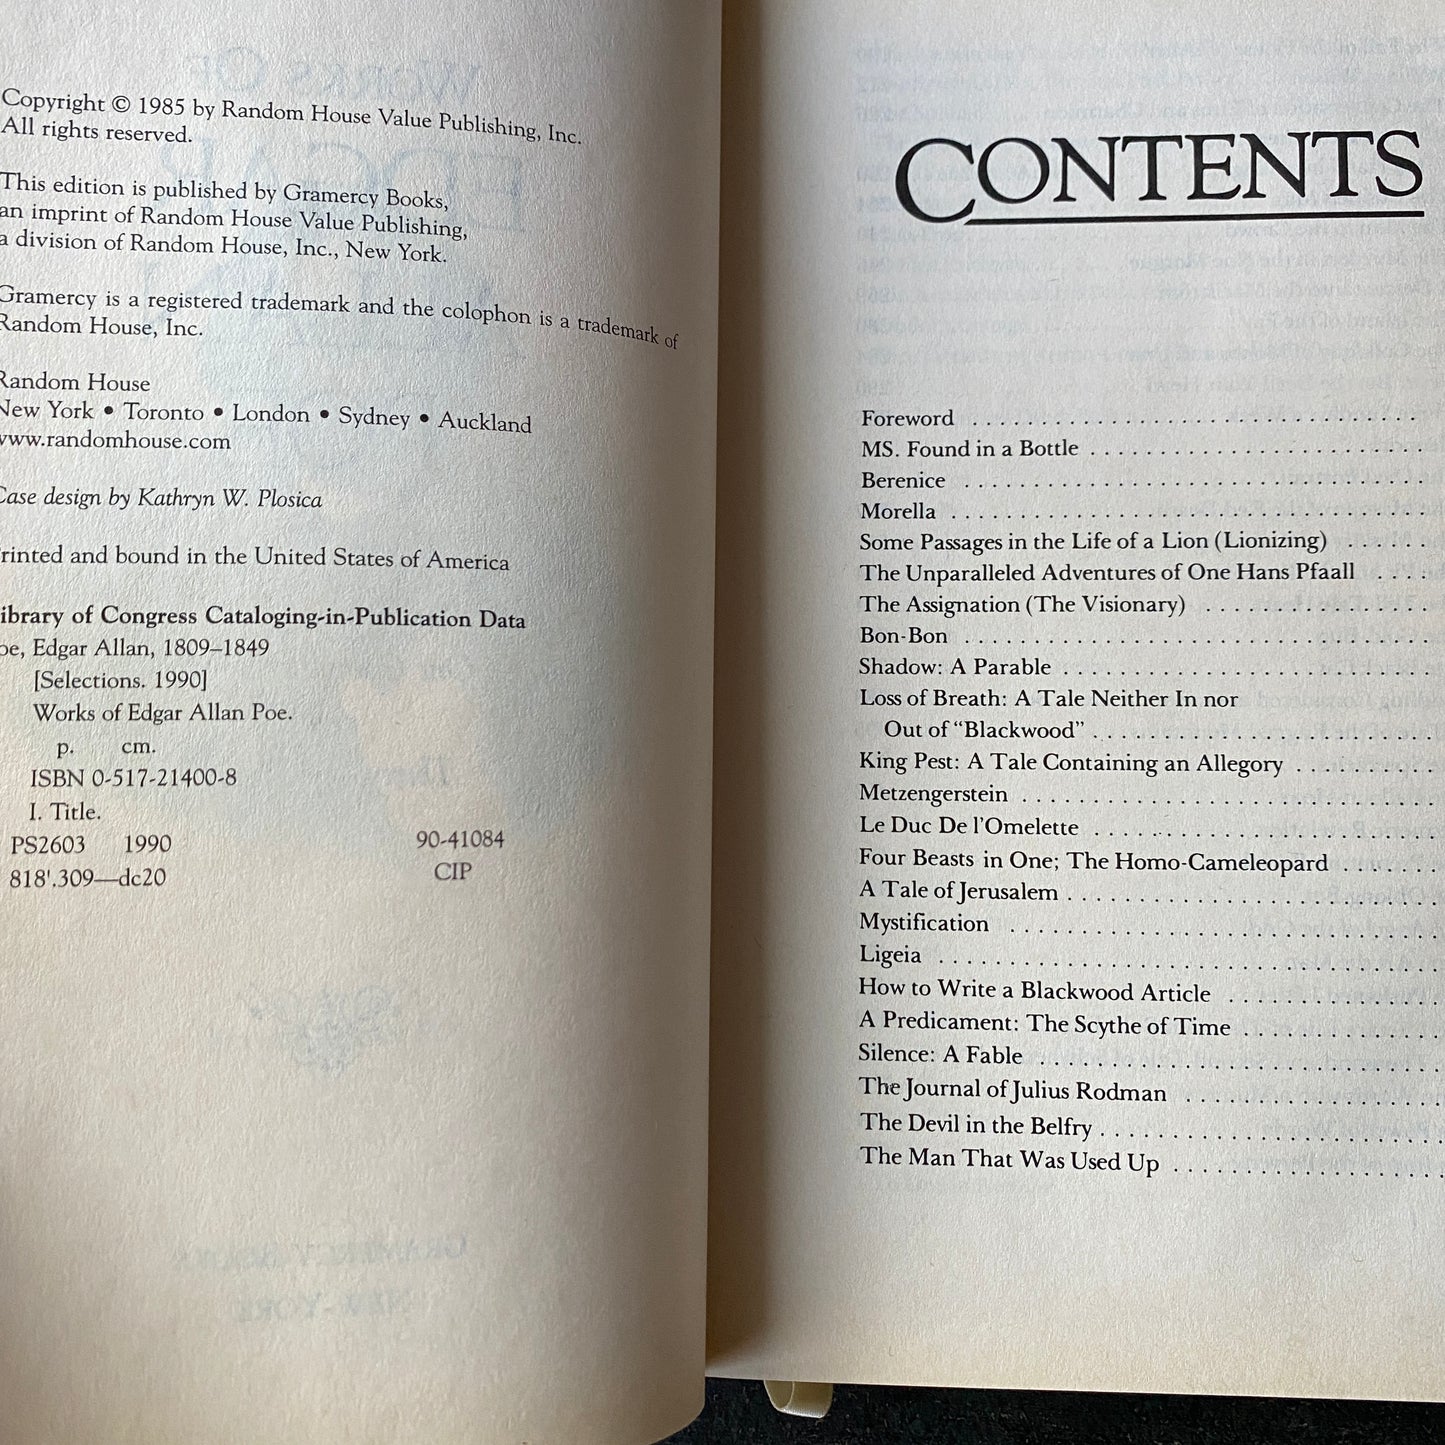 Copyright © 1985 by Random House Value Publishing, Inc.
All rights reserved.
This edition is published by Gramercy Books,
an imprint of Random House Value Publishing,
a division of Random House, Inc., New York.
Gramercy is a registered trademark and the colophon is a trademark of
Random House, Inc.
Random House
New York • Toronto • London • Sydney • Auckland
www.randomhouse.com
Case design by Kathryn W. Plosica
rinted and bound in the United States of America
ibrary of Congress Cataloging-in-Publication Data
oe, Edgar Allan, 1809–1849
[Selections. 1990]
Works of Edgar Allan Poe.
p. cm.
ISBN 0-517-21400-8
I. Title.
PS2603 1990 90-41084
818'.309—dc20 CIP
CONTENTS
Foreword
MS. Found in a Bottle
Berenice
Morella
Some Passages in the Life of a Lion (Lionizing)
The Unparalleled Adventures of One Hans Pfaall
The Assignation (The Visionary)
Bon-Bon
Shadow: A Parable
Loss of Breath: A Tale Neither In nor
Out of "Blackwood"
King Pest: A Tale Containing an Allegory
Metzengerstein
Le Duc De l'Omelette
Four Beasts in One; The Homo-Cameleopard
A Tale of Jerusalem
Mystification
Ligeia
How to Write a Blackwood Article
A Predicament: The Scythe of Time
Silence: A Fable
The Journal of Julius Rodman
The Devil in the Belfry
The Man That Was Used Up